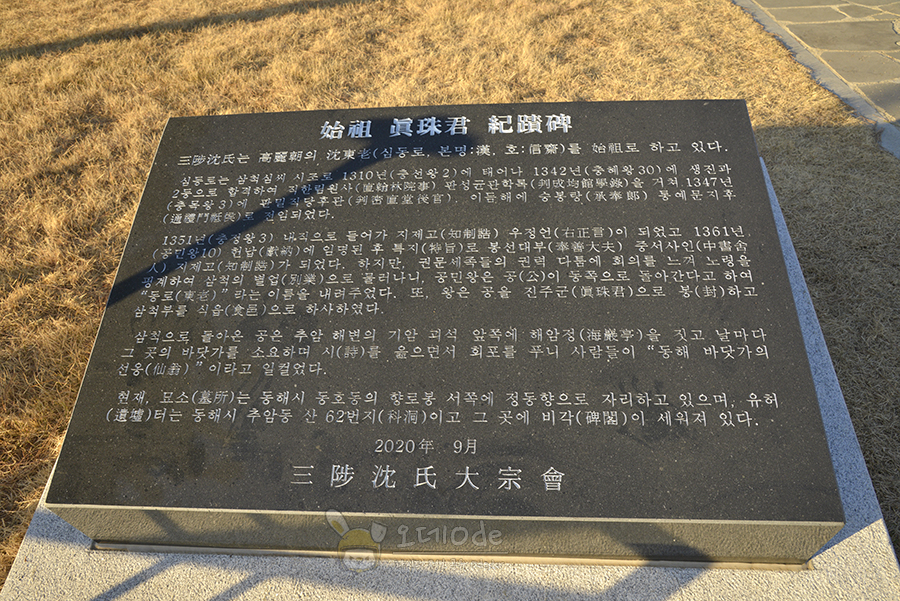 始祖 眞珠君 紀蹟碑
三陟沈氏는 高麗朝의 沈東老(심동로, 본명:漢, 호:信齋)를 始祖로 하고 있다.
심동로는 삼척심씨 시조로 1310년(충선왕2) 에 태어나 1342년(충혜왕30) 에 생진과
2등으로 합격하여 직한림원사(直翰林院事) 판성균관학록(判成均館學錄)을 거쳐 1347년
(충목왕3) 에 판밀직당후관(判密直堂後官), 이듬해에 승봉랑(承奉郎) 통예문지후
(通禮門祗候)로 전임되었다.
1351년(충정왕3) 내직으로 들어가 지제고(知制誥) 우정언(右正言)이 되었고 1361년,
(공민왕10) 헌납(獻納)에 임명된 후 특지(特旨)로 봉선대부(奉善大夫) 중서사인(中書舍
人) 지제고(知制誥)가 되었다. 하지만, 권문세족들의 권력 다툼에 회의를 느껴 노령을
핑계하여 삼척의 별업(別業)으로 물러나니, 공민왕은 공(公)이 동쪽으로 돌아간다고 하여
"동로(東老)" 라는 이름을 내려주었다. 또, 왕은 공을 진주군(眞珠君)으로 봉(封)하고
삼척부를 식읍(食邑)으로 하사하였다.
삼척으로 돌아온 공은 추암 해변의 기암 괴석 앞쪽에 해암정(海巖亭)을 짓고 날마다
그 곳의 바닷가를 소요하며 시(詩)를 읊으면서 회포를 푸니 사람들이 "동해 바닷가의
선옹(仙翁)"이라고 일컬었다.
현재, 묘소(墓所)는 동해시 동호동의 향로봉 서쪽에 정동향으로 자리하고 있으며, 유허
(遺墟)터는 동해시 추암동 산 62번지(科洞)이고 그 곳에 비각(碑閣)이 세워져 있다.
2020年 9月
三陟沈氏大宗會
오데Ode